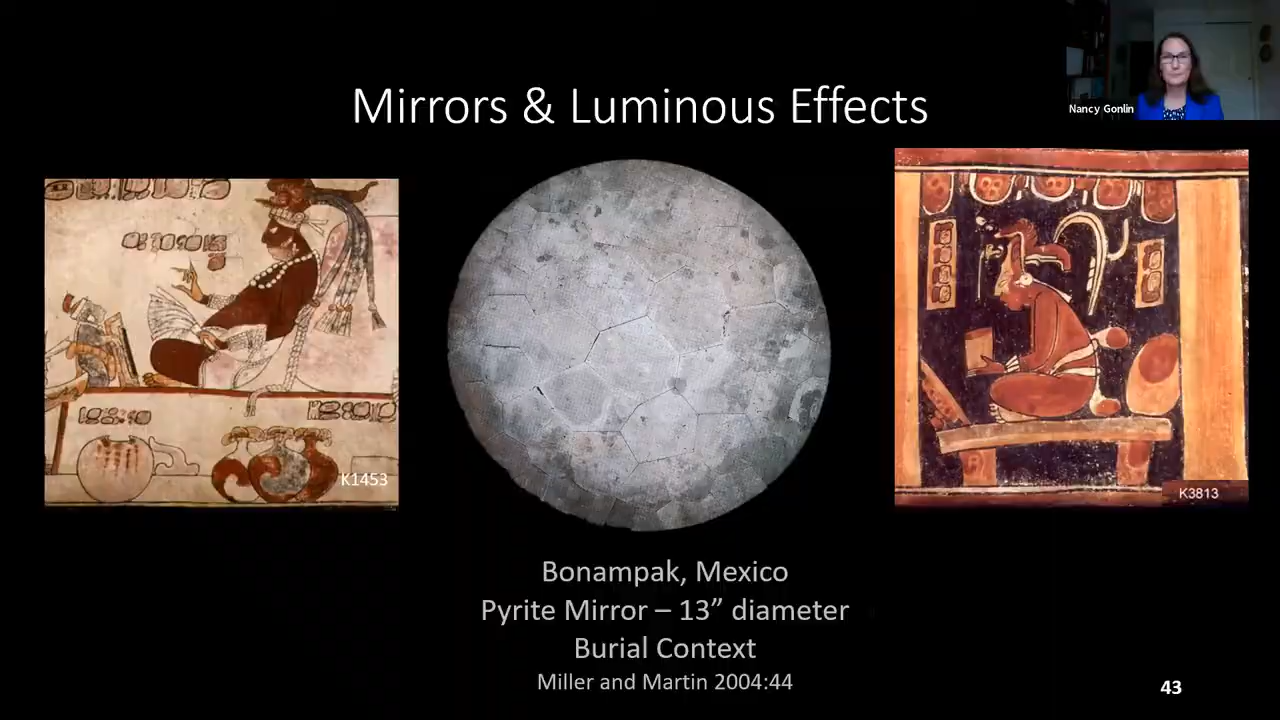 Nancy Gonlin
Mirrors & Luminous Effects
K1453
K3813
Bonampak, Mexico
Pyrite Mirror – 13” diameter
Burial Context
Miller and Martin 2004:44
43